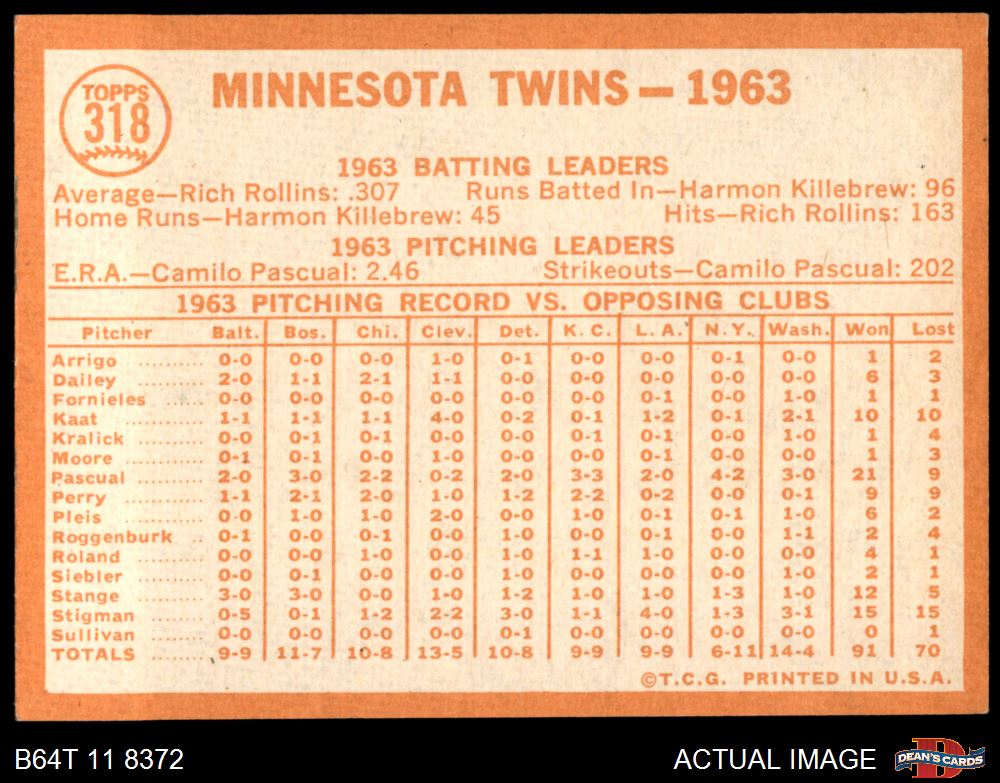 TOPPS
318
MINNESOTA TWINS — 1963
1963 BATTING LEADERS
Average—Rich Rollins: .307 Runs Batted In—Harmon Killebrew: 96
Home Runs—Harmon Killebrew: 45 Hits—Rich Rollins: 163
1963 PITCHING LEADERS
E.R.A.—Camilo Pascual: 2.46 Strikeouts—Camilo Pascual: 202
1963 PITCHING RECORD VS. OPPOSING CLUBS
Pitcher Balt. Bos. Chi. Clev. Det. K. C. L. A. N. Y. Wash. Won Lost
Arrigo .......... 0-0 0-0 0-0 1-0 0-1 0-0 0-0 0-1 0-0 1 2
Dailey .......... 2-0 1-1 2-1 1-1 0-0 0-0 0-0 0-0 0-0 6 3
Fornieles ...... 0-0 0-0 0-0 0-0 0-0 0-0 0-1 0-0 1-0 1 1
Kaat .......... 1-1 1-1 1-1 4-0 0-2 0-1 1-2 0-1 2-1 10 10
Kralick .......... 0-0 0-1 0-1 0-0 0-0 0-1 0-1 0-0 1-0 1 4
Moore .......... 0-1 0-1 0-0 1-0 0-0 0-0 0-1 0-0 0-0 1 3
Pascual ........ 2-0 3-0 2-2 0-2 2-0 3-3 2-0 4-2 3-0 21 9
Perry .......... 1-1 2-1 2-0 1-0 1-2 2-2 0-2 0-0 0-1 9 9
Pleis .......... 0-0 1-0 1-0 2-0 0-0 1-0 0-1 0-1 1-0 6 2
Roggenburk .. 0-1 0-1 0-0 0-0 1-0 0-0 0-1 0-0 1-1 2 4
Roland .......... 0-0 0-0 1-0 0-0 1-0 1-1 1-0 0-0 0-0 4 1
Siebler .......... 0-0 0-1 0-0 0-0 1-0 0-0 0-0 0-0 1-0 2 1
Stange .......... 3-0 3-0 0-0 1-0 1-2 1-0 1-0 1-3 1-0 12 5
Stigman ........ 0-5 0-1 1-2 2-2 3-0 1-1 4-0 1-3 3-1 15 15
Sullivan ........ 0-0 0-0 0-0 0-0 0-1 0-0 0-0 0-0 0-0 0 1
TOTALS ........ 9-9 11-7 10-8 13-5 10-8 9-9 9-9 6-11 14-4 91 70
©T.C.G. PRINTED IN U.S.A.
B64T 11 8372 ACTUAL IMAGE D DEAN'S CARDS